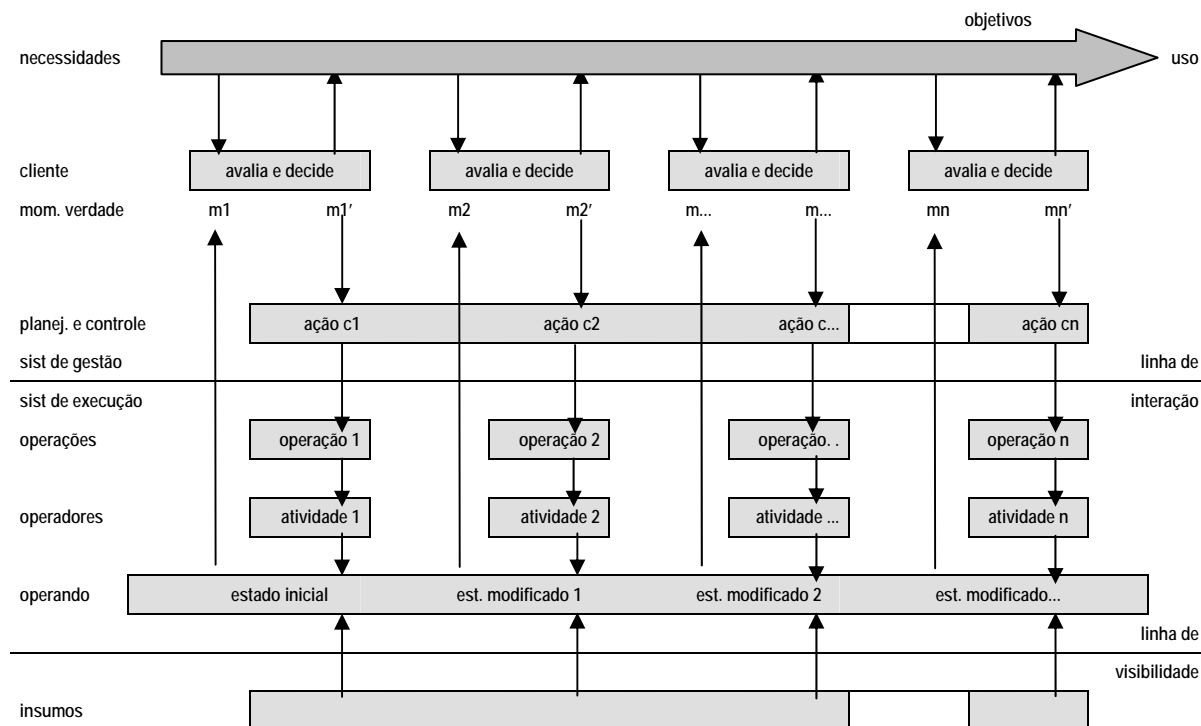 objetivos
necessidades uso
cliente avalia e decide avalia e decide avalia e decide avalia e decide
mom. verdade m1 m1’ m2 m2’ m... m... mn mn’
planej. e controle ação c1 ação c2 ação c... ação cn
sist de gestão linha de
sist de execução interação
operações operação 1 operação 2 operação. . operação n
operadores atividade 1 atividade 2 atividade ... atividade n
operando estado inicial est. modificado 1 est. modificado 2 est. modificado...
linha de
visibilidade
insumos